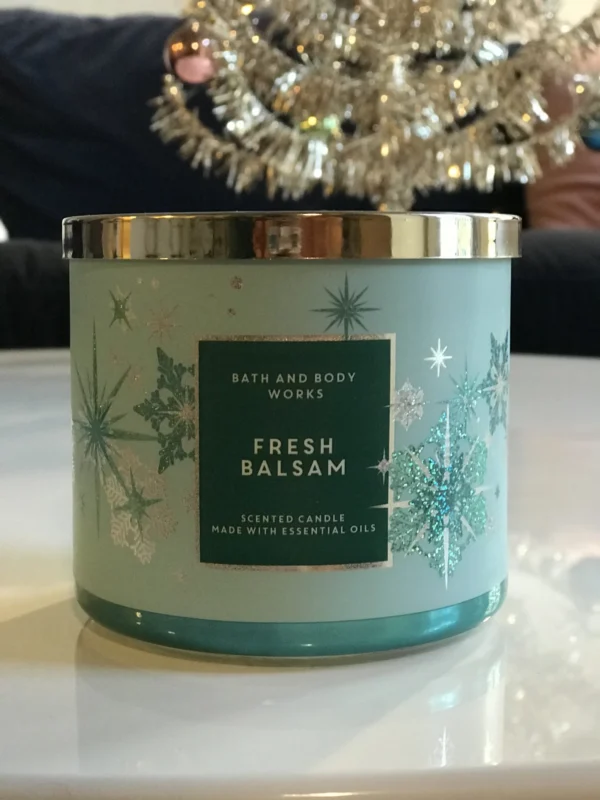 BATH AND BODY
WORKS
FRESH
BALSAM
SCENTED CANDLE
MADE WITH ESSENTIAL OILS